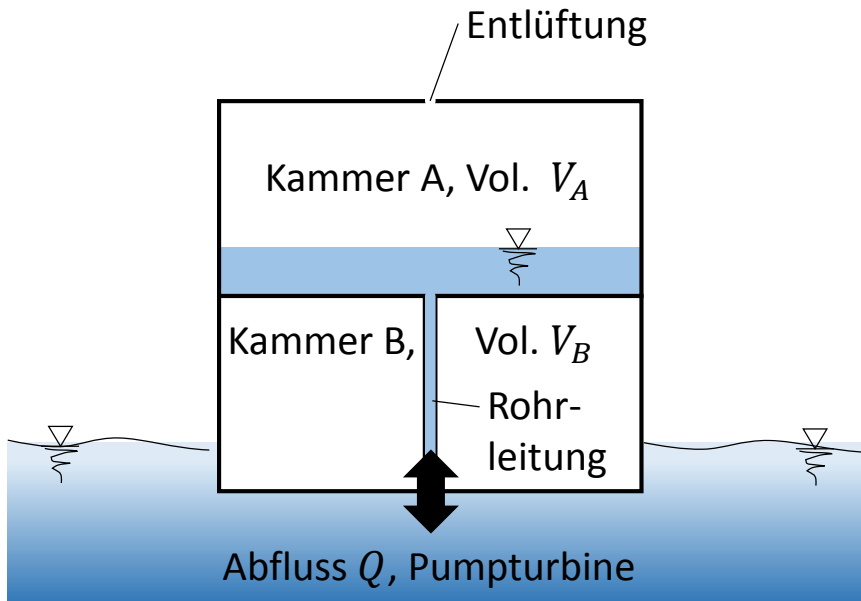 Entlüftung
Kammer A, Vol. V_A
Kammer B, Vol. V_B
Rohr-
leitung
Abfluss Q, Pumpturbine